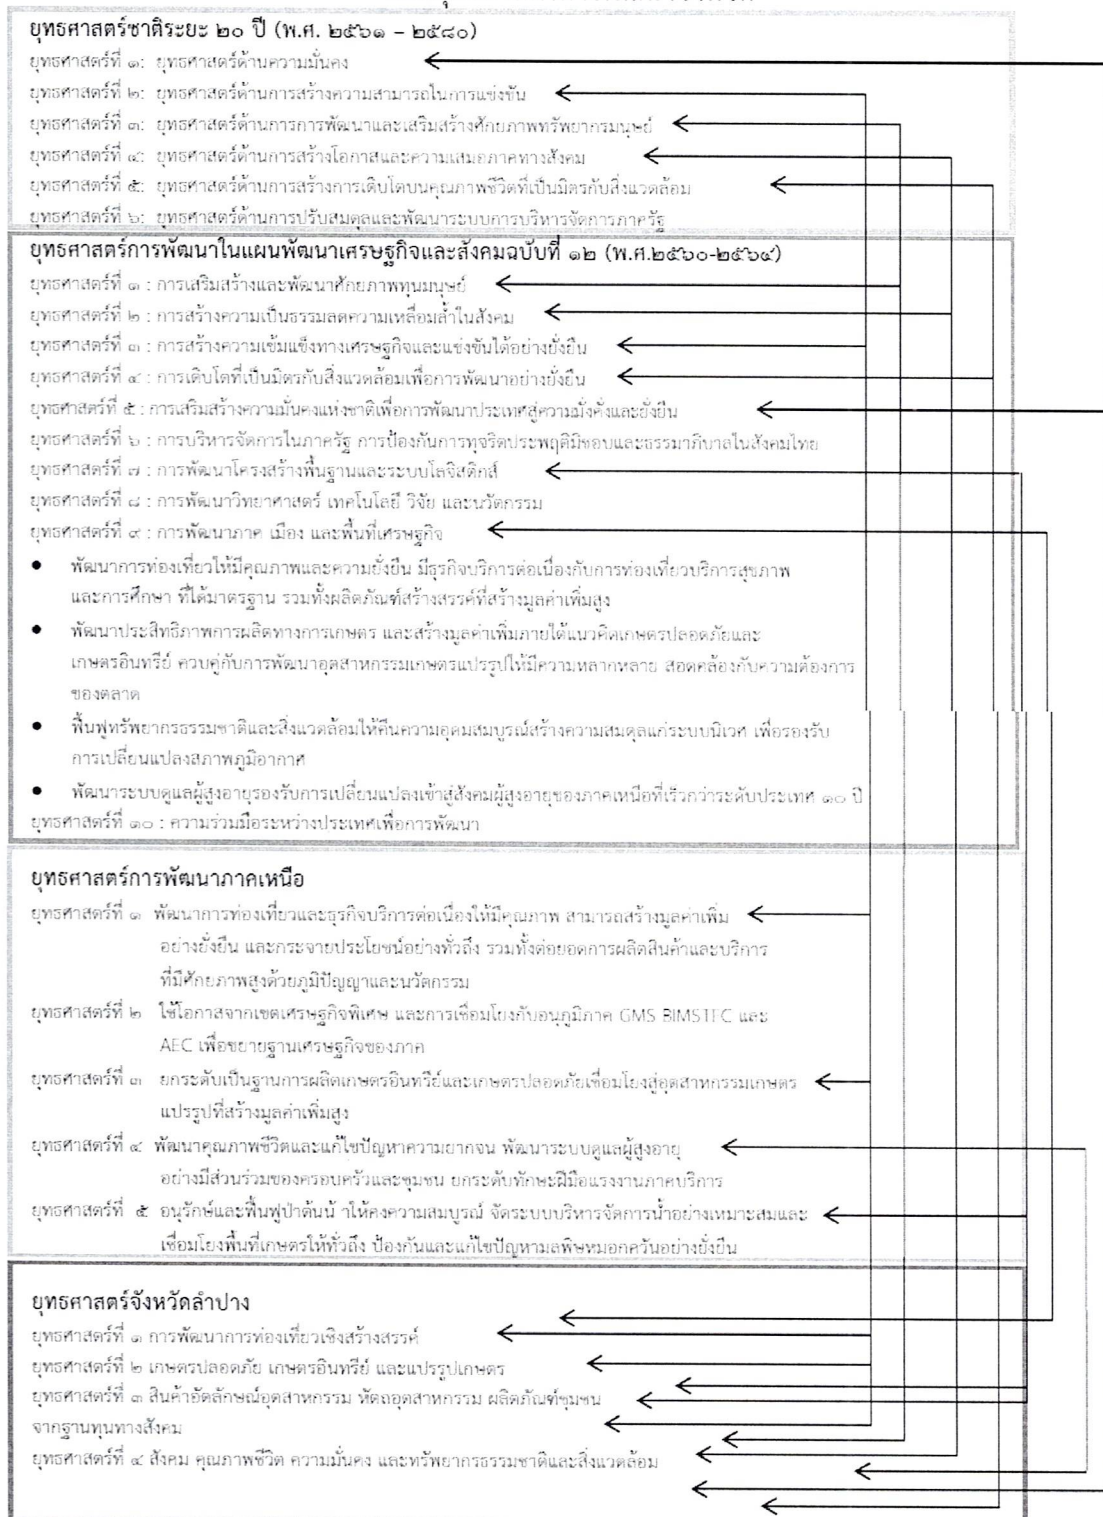 ยุทธศาสตร์ชาติระยะ ๒๐ ปี (พ.ศ. ๒๕๖๑ – ๒๕๘๐)
ยุทธศาสตร์ที่ ๑: ยุทธศาสตร์ด้านความมั่นคง
ยุทธศาสตร์ที่ ๒: ยุทธศาสตร์ด้านการสร้างความสามารถในการแข่งขัน
ยุทธศาสตร์ที่ ๓: ยุทธศาสตร์ด้านการการพัฒนาและเสริมสร้างศักยภาพทรัพยากรมนุษย์
ยุทธศาสตร์ที่ ๔: ยุทธศาสตร์ด้านการสร้างโอกาสและความเสมอภาคทางสังคม
ยุทธศาสตร์ที่ ๕: ยุทธศาสตร์ด้านการสร้างการเติบโตบนคุณภาพชีวิตที่เป็นมิตรกับสิ่งแวดล้อม
ยุทธศาสตร์ที่ ๖: ยุทธศาสตร์ด้านการปรับสมดุลและพัฒนาระบบการบริหารจัดการภาครัฐ
ยุทธศาสตร์การพัฒนาในแผนพัฒนาเศรษฐกิจและสังคมฉบับที่ ๑๒ (พ.ศ.๒๕๖๐-๒๕๖๔)
ยุทธศาสตร์ที่ ๑ : การเสริมสร้างและพัฒนาศักยภาพทุนมนุษย์
ยุทธศาสตร์ที่ ๒ : การสร้างความเป็นธรรมลดความเหลื่อมล้ำในสังคม
ยุทธศาสตร์ที่ ๓ : การสร้างความเข้มแข็งทางเศรษฐกิจและแข่งขันได้อย่างยั่งยืน
ยุทธศาสตร์ที่ ๔ : การเติบโตที่เป็นมิตรกับสิ่งแวดล้อมเพื่อการพัฒนาอย่างยั่งยืน
ยุทธศาสตร์ที่ ๕ : การเสริมสร้างความมั่นคงแห่งชาติเพื่อการพัฒนาประเทศสู่ความมั่งคั่งและยั่งยืน
ยุทธศาสตร์ที่ ๖ : การบริหารจัดการในภาครัฐ การป้องกันการทุจริตประพฤติมิชอบและธรรมาภิบาลในสังคมไทย
ยุทธศาสตร์ที่ ๗ : การพัฒนาโครงสร้างพื้นฐานและระบบโลจิสติกส์
ยุทธศาสตร์ที่ ๘ : การพัฒนาวิทยาศาสตร์ เทคโนโลยี วิจัย และนวัตกรรม
ยุทธศาสตร์ที่ ๙ : การพัฒนาภาค เมือง และพื้นที่เศรษฐกิจ
● พัฒนาการท่องเที่ยวให้มีคุณภาพและความยั่งยืน มีธุรกิจบริการต่อเนื่องกับการท่องเที่ยวบริการสุขภาพ
และการศึกษา ที่ได้มาตรฐาน รวมทั้งผลิตภัณฑ์สร้างสรรค์ที่สร้างมูลค่าเพิ่มสูง
● พัฒนาประสิทธิภาพการผลิตทางการเกษตร และสร้างมูลค่าเพิ่มภายใต้แนวคิดเกษตรปลอดภัยและ
เกษตรอินทรีย์ ควบคู่กับการพัฒนาอุตสาหกรรมเกษตรแปรรูปให้มีความหลากหลาย สอดคล้องกับความต้องการ
ของตลาด
● ฟื้นฟูทรัพยากรธรรมชาติและสิ่งแวดล้อมให้คืนความอุดมสมบูรณ์สร้างความสมดุลแก่ระบบนิเวศ เพื่อรองรับ
การเปลี่ยนแปลงสภาพภูมิอากาศ
● พัฒนาระบบดูแลผู้สูงอายุรองรับการเปลี่ยนแปลงเข้าสู่สังคมผู้สูงอายุของภาคเหนือที่เร็วกว่าระดับประเทศ ๑๐ ปี
ยุทธศาสตร์ที่ ๑๐ : ความร่วมมือระหว่างประเทศเพื่อการพัฒนา
ยุทธศาสตร์การพัฒนาภาคเหนือ
ยุทธศาสตร์ที่ ๑ พัฒนาการท่องเที่ยวและธุรกิจบริการต่อเนื่องให้มีคุณภาพ สามารถสร้างมูลค่าเพิ่ม
อย่างยั่งยืน และกระจายประโยชน์อย่างทั่วถึง รวมทั้งต่อยอดการผลิตสินค้าและบริการ
ที่มีศักยภาพสูงด้วยภูมิปัญญาและนวัตกรรม
ยุทธศาสตร์ที่ ๒ ใช้โอกาสจากเขตเศรษฐกิจพิเศษ และการเชื่อมโยงกับอนุภูมิภาค GMS BIMSTEC และ
AEC เพื่อขยายฐานเศรษฐกิจของภาค
ยุทธศาสตร์ที่ ๓ ยกระดับเป็นฐานการผลิตเกษตรอินทรีย์และเกษตรปลอดภัยเชื่อมโยงสู่อุตสาหกรรมเกษตร
แปรรูปที่สร้างมูลค่าเพิ่มสูง
ยุทธศาสตร์ที่ ๔ พัฒนาคุณภาพชีวิตและแก้ไขปัญหาความยากจน พัฒนาระบบดูแลผู้สูงอายุ
อย่างมีส่วนร่วมของครอบครัวและชุมชน ยกระดับทักษะฝีมือแรงงานภาคบริการ
ยุทธศาสตร์ที่ ๕ อนุรักษ์และฟื้นฟูป่าต้นน้ำ าให้คงความสมบูรณ์ จัดระบบบริหารจัดการน้ำอย่างเหมาะสมและ
เชื่อมโยงพื้นที่เกษตรให้ทั่วถึง ป้องกันและแก้ไขปัญหามลพิษหมอกควันอย่างยั่งยืน
ยุทธศาสตร์จังหวัดลำปาง
ยุทธศาสตร์ที่ ๑ การพัฒนาการท่องเที่ยวเชิงสร้างสรรค์
ยุทธศาสตร์ที่ ๒ เกษตรปลอดภัย เกษตรอินทรีย์ และแปรรูปเกษตร
ยุทธศาสตร์ที่ ๓ สินค้าอัตลักษณ์อุตสาหกรรม หัตถอุตสาหกรรม ผลิตภัณฑ์ชุมชน
จากฐานทุนทางสังคม
ยุทธศาสตร์ที่ ๔ สังคม คุณภาพชีวิต ความมั่นคง และทรัพยากรธรรมชาติและสิ่งแวดล้อม